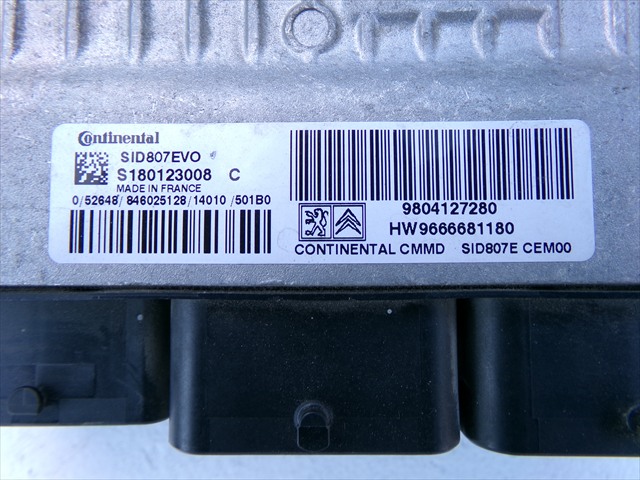 Continental
SID807EVO
S180123008 C
MADE IN FRANCE
0/52648/846025128/14010/501B0
9804127280
HW9666681180
CONTINENTAL CMMD SID807E CEM00